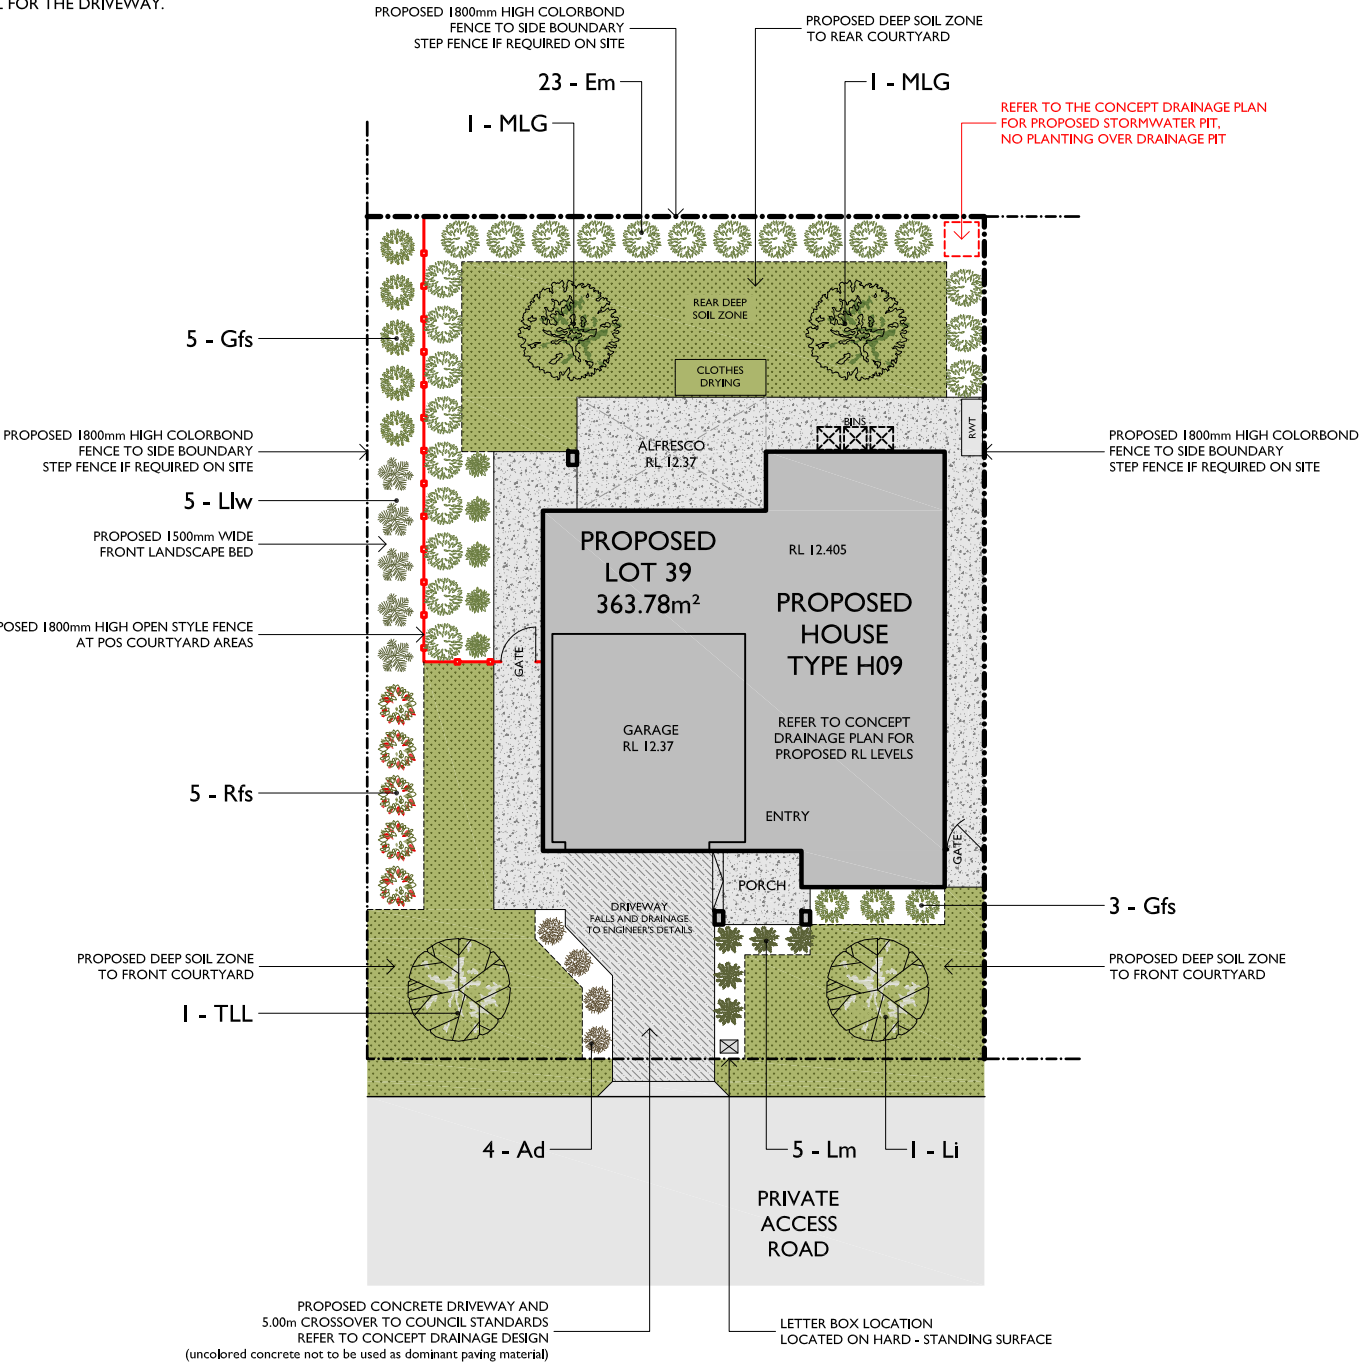 FOR THE DRIVEWAY.
PROPOSED 1800mm HIGH COLORBOND
FENCE TO SIDE BOUNDARY
STEP FENCE IF REQUIRED ON SITE
PROPOSED DEEP SOIL ZONE
TO REAR COURTYARD
23 - Em
1 - MLG
1 - MLG
REFER TO THE CONCEPT DRAINAGE PLAN
FOR PROPOSED STORMWATER PIT,
NO PLANTING OVER DRAINAGE PIT
REAR DEEP
SOIL ZONE
5 - Gfs
CLOTHES
DRYING
BINS
RWT
ALFRESCO
RL 12.37
PROPOSED 1800mm HIGH COLORBOND
FENCE TO SIDE BOUNDARY
STEP FENCE IF REQUIRED ON SITE
PROPOSED 1800mm HIGH COLORBOND
FENCE TO SIDE BOUNDARY
STEP FENCE IF REQUIRED ON SITE
5 - Llw
PROPOSED 1500mm WIDE
FRONT LANDSCAPE BED
PROPOSED
LOT 39
363.78m²
RL 12.405
PROPOSED
HOUSE
TYPE H09
POSED 1800mm HIGH OPEN STYLE FENCE
AT POS COURTYARD AREAS
GATE
GARAGE
RL 12.37
REFER TO CONCEPT
DRAINAGE PLAN FOR
PROPOSED RL LEVELS
5 - Rfs
ENTRY
GATE
PORCH
DRIVEWAY
FALLS AND DRAINAGE
TO ENGINEER'S DETAILS
3 - Gfs
PROPOSED DEEP SOIL ZONE
TO FRONT COURTYARD
PROPOSED DEEP SOIL ZONE
TO FRONT COURTYARD
1 - TLL
4 - Ad
5 - Lm
1 - Li
PRIVATE
ACCESS
ROAD
PROPOSED CONCRETE DRIVEWAY AND
5.00m CROSSOVER TO COUNCIL STANDARDS
REFER TO CONCEPT DRAINAGE DESIGN
(uncolored concrete not to be used as dominant paving material)
LETTER BOX LOCATION
LOCATED ON HARD - STANDING SURFACE